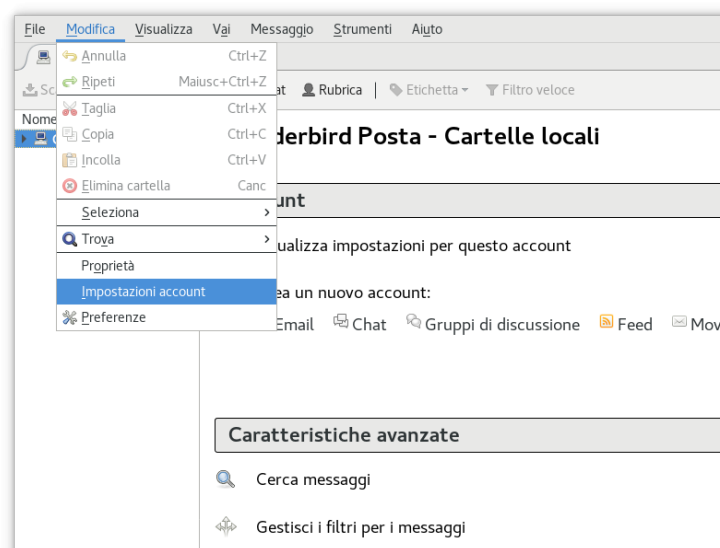 File Modifica Visualizza Vai Messaggio Strumenti Aiuto
Annulla Ctrl+Z
Ripeti Maiusc+Ctrl+Z
Rubrica Etichetta Filtro veloce
Taglia Ctrl+X
Nome
Copia Ctrl+C
derbird Posta - Cartelle locali
Incolla Ctrl+V
Elimina cartella Canc
unt
Seleziona
Trova
ualizza impostazioni per questo account
Proprietà
Impostazioni account
ea un nuovo account:
Preferenze
Email Chat Gruppi di discussione Feed Mov
Caratteristiche avanzate
Cerca messaggi
Gestisci i filtri per i messaggi